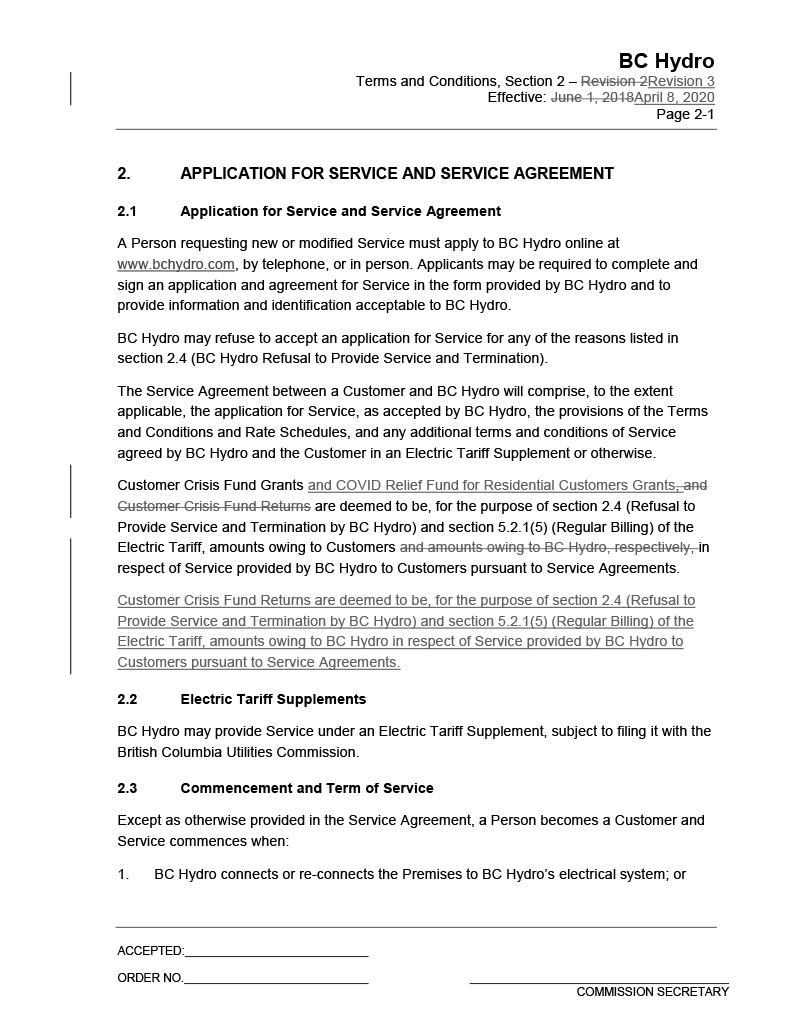 BC Hydro
Terms and Conditions, Section 2 – Revision 2Revision 3
Effective: June 1, 2018April 8, 2020
Page 2-1
2. APPLICATION FOR SERVICE AND SERVICE AGREEMENT
2.1 Application for Service and Service Agreement
A Person requesting new or modified Service must apply to BC Hydro online at
www.bchydro.com, by telephone, or in person. Applicants may be required to complete and
sign an application and agreement for Service in the form provided by BC Hydro and to
provide information and identification acceptable to BC Hydro.
BC Hydro may refuse to accept an application for Service for any of the reasons listed in
section 2.4 (BC Hydro Refusal to Provide Service and Termination).
The Service Agreement between a Customer and BC Hydro will comprise, to the extent
applicable, the application for Service, as accepted by BC Hydro, the provisions of the Terms
and Conditions and Rate Schedules, and any additional terms and conditions of Service
agreed by BC Hydro and the Customer in an Electric Tariff Supplement or otherwise.
Customer Crisis Fund Grants and COVID Relief Fund for Residential Customers Grants, and
Customer Crisis Fund Returns are deemed to be, for the purpose of section 2.4 (Refusal to
Provide Service and Termination by BC Hydro) and section 5.2.1(5) (Regular Billing) of the
Electric Tariff, amounts owing to Customers and amounts owing to BC Hydro, respectively, in
respect of Service provided by BC Hydro to Customers pursuant to Service Agreements.
Customer Crisis Fund Returns are deemed to be, for the purpose of section 2.4 (Refusal to
Provide Service and Termination by BC Hydro) and section 5.2.1(5) (Regular Billing) of the
Electric Tariff, amounts owing to BC Hydro in respect of Service provided by BC Hydro to
Customers pursuant to Service Agreements.
2.2 Electric Tariff Supplements
BC Hydro may provide Service under an Electric Tariff Supplement, subject to filing it with the
British Columbia Utilities Commission.
2.3 Commencement and Term of Service
Except as otherwise provided in the Service Agreement, a Person becomes a Customer and
Service commences when:
1. BC Hydro connects or re-connects the Premises to BC Hydro’s electrical system; or
ACCEPTED:
ORDER NO.
COMMISSION SECRETARY